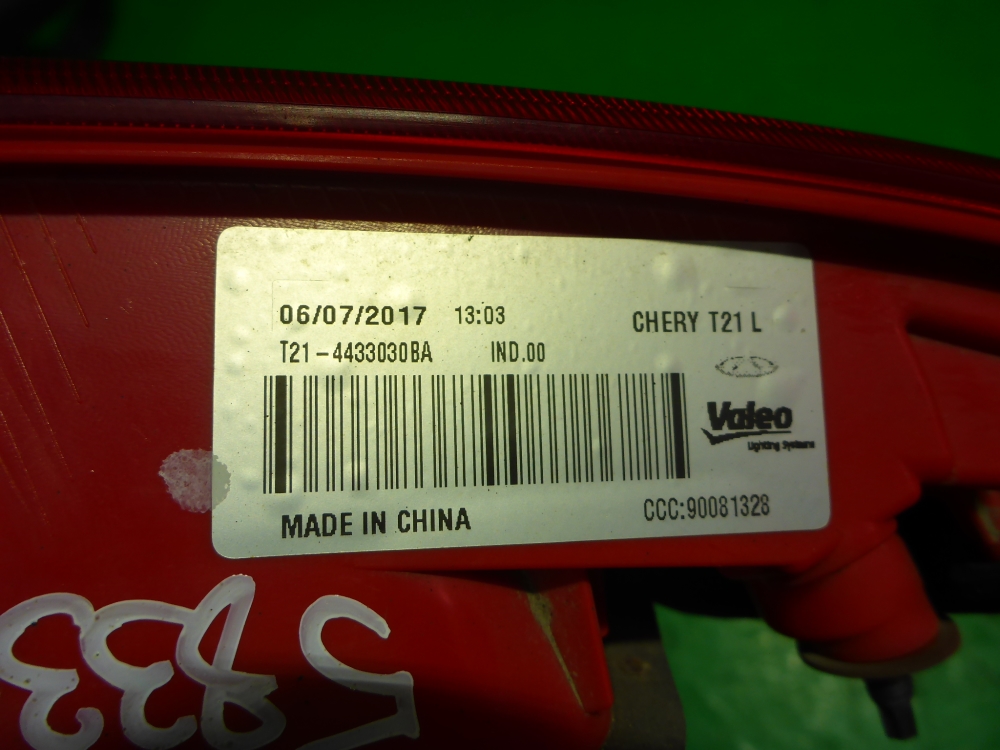 06/07/2017 13:03
CHERY T21 L
T21-4433030BA IND.00
Valeo
Lighting Systems
MADE IN CHINA
CCC:90081328